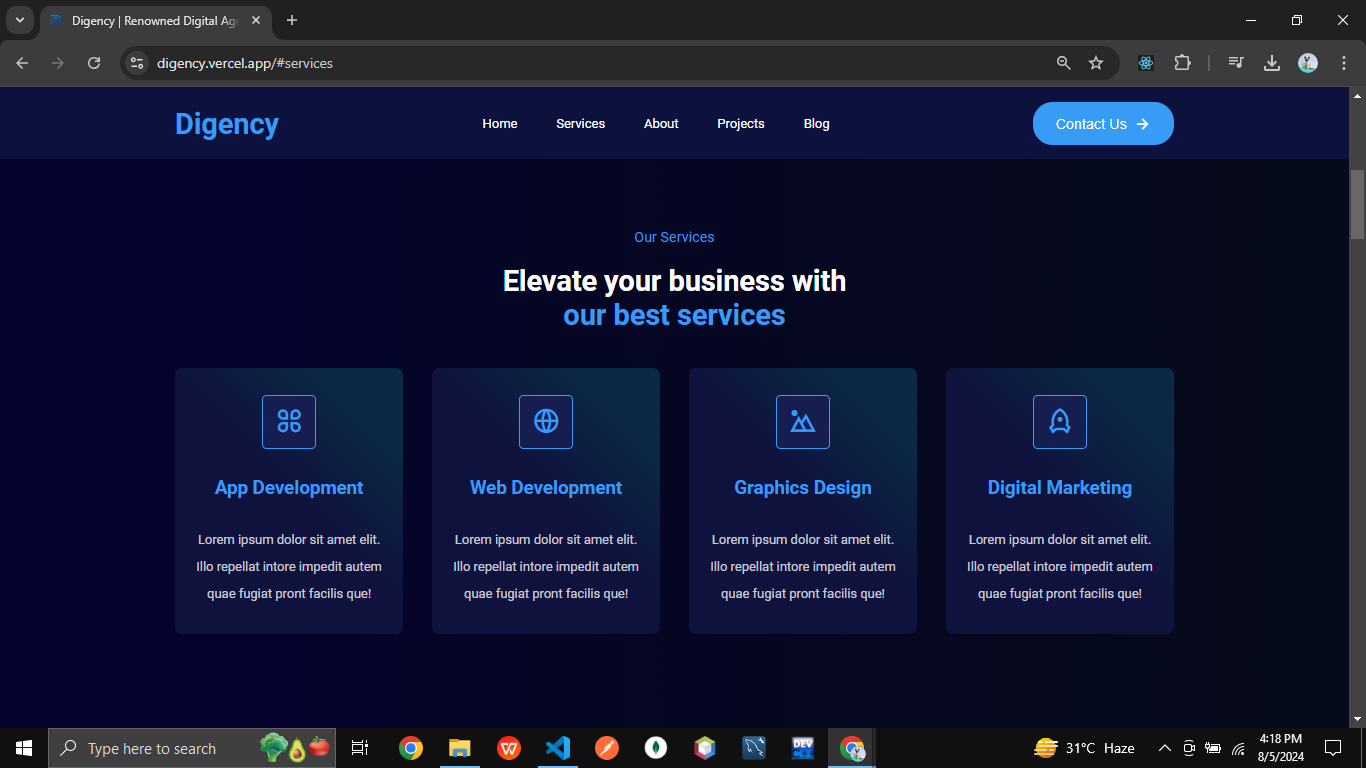 Digency | Renowned Digital Age
digency.vercel.app/#services
Digency
Home Services About Projects Blog
Contact Us
Our Services
Elevate your business with
our best services
App Development
Lorem ipsum dolor sit amet elit.
Illo repellat intore impedit autem
quae fugiat pront facilis que!
Web Development
Lorem ipsum dolor sit amet elit.
Illo repellat intore impedit autem
quae fugiat pront facilis que!
Graphics Design
Lorem ipsum dolor sit amet elit.
Illo repellat intore impedit autem
quae fugiat pront facilis que!
Digital Marketing
Lorem ipsum dolor sit amet elit.
Illo repellat intore impedit autem
quae fugiat pront facilis que!
Type here to search
DEV
31°C Haze
4:18 PM
8/5/2024